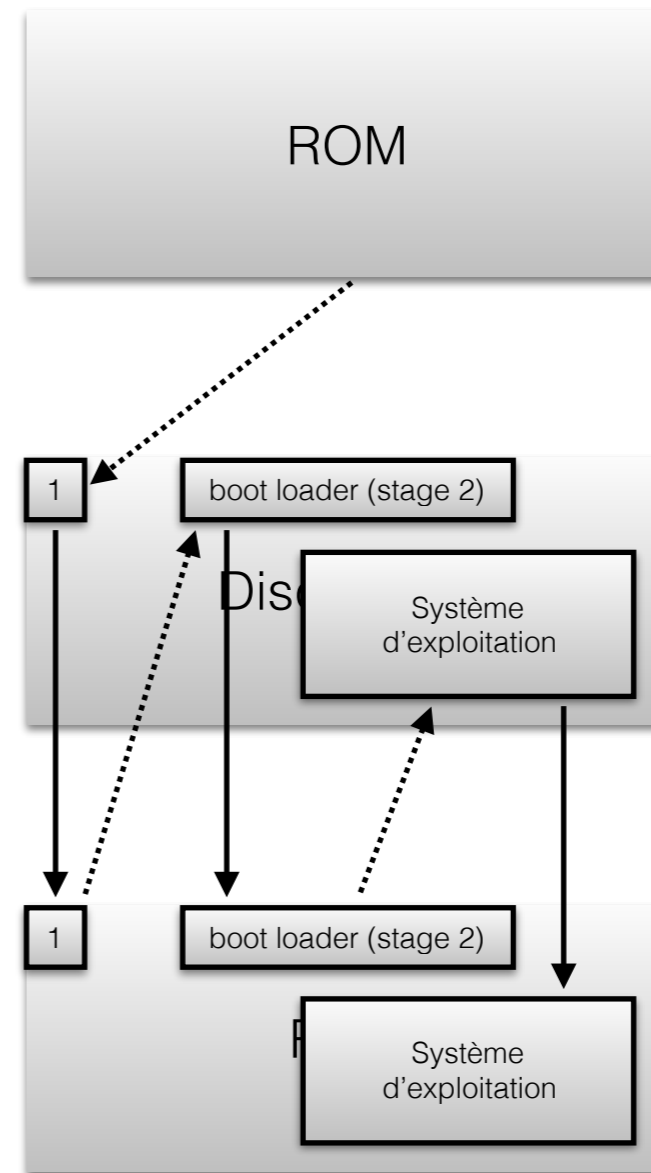 ROM
1
boot loader (stage 2)
Système
d’exploitation
1
boot loader (stage 2)
Système
d’exploitation